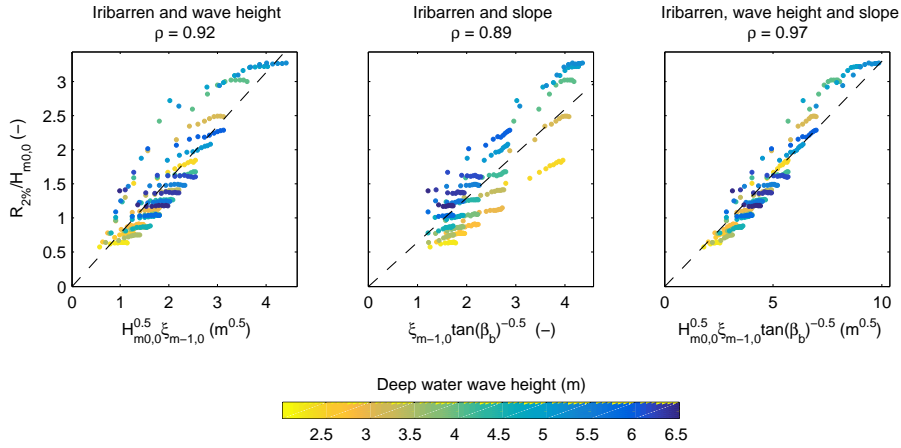 Iribarren and wave height
ρ = 0.92
Iribarren and slope
ρ = 0.89
Iribarren, wave height and slope
ρ = 0.97
R2%/Hm0,0 (−)
3
2.5
2
1.5
1
0.5
0
0 1 2 3 4
0 1 2 3 4
0 5 10
H^0.5_m0,0 ξm−1,0 (m^0.5)
ξm−1,0 tan(βb)^−0.5 (−)
H^0.5_m0,0 ξm−1,0 tan(βb)^−0.5 (m^0.5)
Deep water wave height (m)
2.5 3 3.5 4 4.5 5 5.5 6 6.5